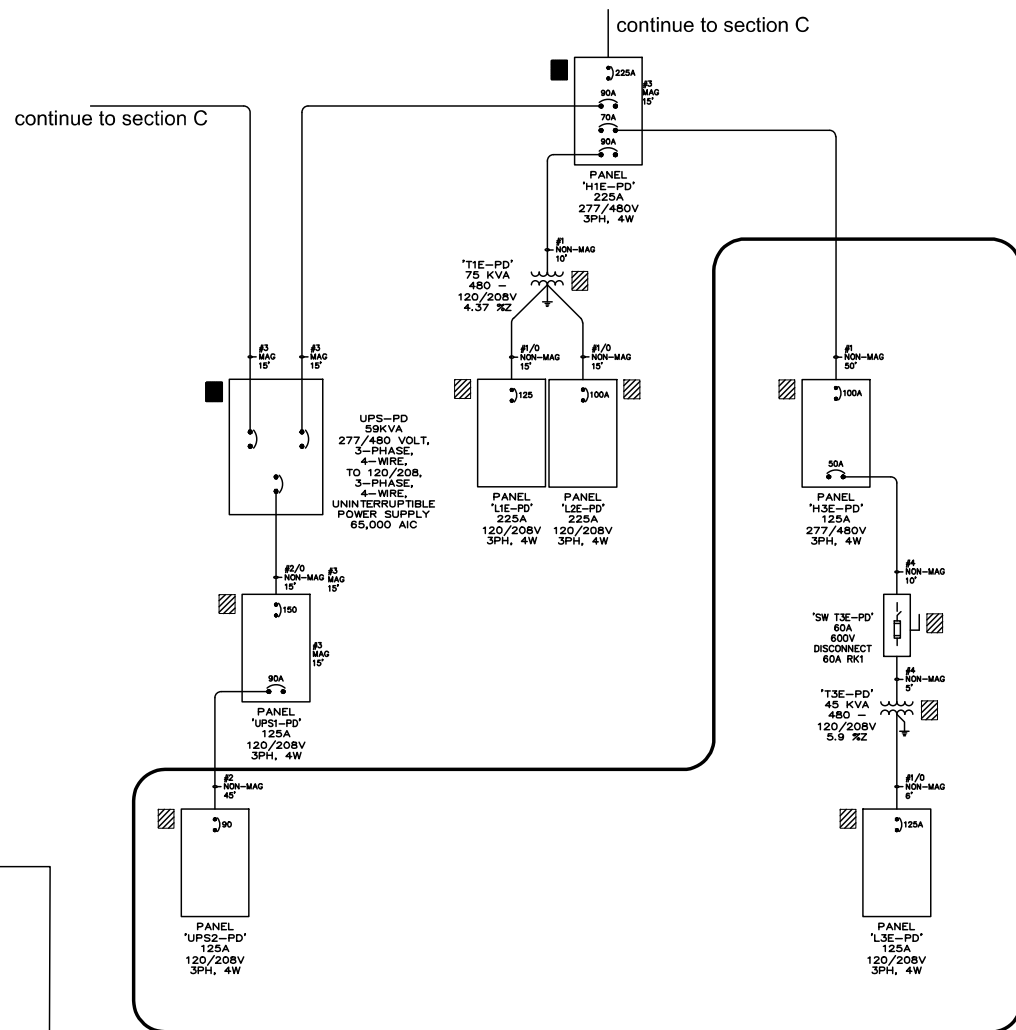 continue to section C
continue to section C
225A
90A
#3
MAG
15'
70A
90A
PANEL
'H1E-PD'
225A
277/480V
3PH, 4W
#1
NON-MAG
10'
'T1E-PD'
75 KVA
480 –
120/208V
4.37 %Z
#3
MAG
15'
#3
MAG
15'
#1/0
NON-MAG
15'
#1/0
NON-MAG
15'
#1
NON-MAG
50'
125
100A
100A
UPS-PD
59KVA
277/480 VOLT,
3-PHASE,
4-WIRE,
TO 120/208,
3-PHASE,
4-WIRE,
UNINTERRUPTIBLE
POWER SUPPLY
65,000 AIC
PANEL
'L1E-PD'
225A
120/208V
3PH, 4W
PANEL
'L2E-PD'
225A
120/208V
3PH, 4W
50A
PANEL
'H3E-PD'
125A
277/480V
3PH, 4W
#2/0
NON-MAG
15'
#3
MAG
15'
#4
NON-MAG
10'
150
#3
MAG
15'
90A
PANEL
'UPS1-PD'
125A
120/208V
3PH, 4W
'SW T3E-PD'
60A
600V
DISCONNECT
60A RK1
#4
NON-MAG
5'
'T3E-PD'
45 KVA
480 –
120/208V
5.9 %Z
#2
NON-MAG
45'
#1/0
NON-MAG
6'
90
125A
PANEL
'UPS2-PD'
125A
120/208V
3PH, 4W
PANEL
'L3E-PD'
125A
120/208V
3PH, 4W